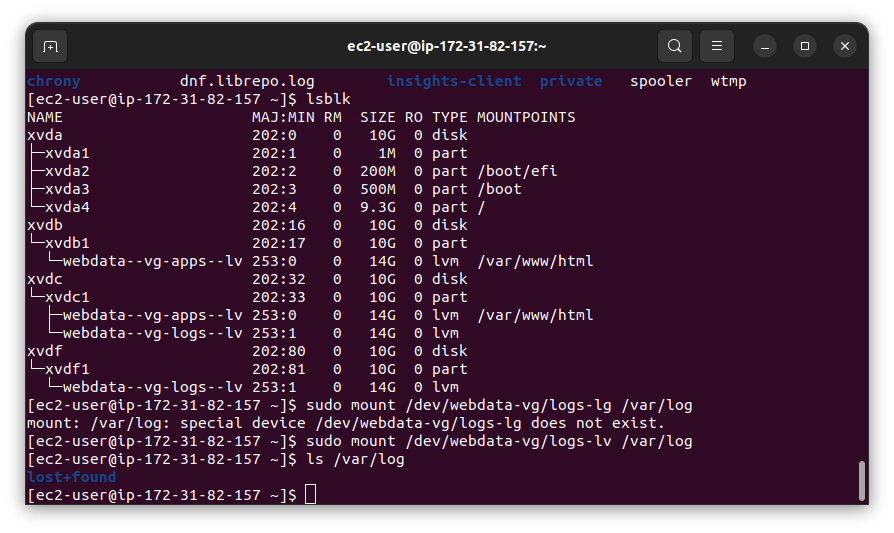 ec2-user@ip-172-31-82-157:~
chrony dnf.librepo.log insights-client private spooler wtmp
[ec2-user@ip-172-31-82-157 ~]$ lsblk
NAME MAJ:MIN RM SIZE RO TYPE MOUNTPOINTS
xvda 202:0 0 10G 0 disk
├─xvda1 202:1 0 1M 0 part
├─xvda2 202:2 0 200M 0 part /boot/efi
├─xvda3 202:3 0 500M 0 part /boot
└─xvda4 202:4 0 9.3G 0 part /
xvdb 202:16 0 10G 0 disk
└─xvdb1 202:17 0 10G 0 part
└─webdata--vg-apps--lv 253:0 0 14G 0 lvm /var/www/html
xvdc 202:32 0 10G 0 disk
└─xvdc1 202:33 0 10G 0 part
├─webdata--vg-apps--lv 253:0 0 14G 0 lvm /var/www/html
└─webdata--vg-logs--lv 253:1 0 14G 0 lvm
xvdf 202:80 0 10G 0 disk
└─xvdf1 202:81 0 10G 0 part
└─webdata--vg-logs--lv 253:1 0 14G 0 lvm
[ec2-user@ip-172-31-82-157 ~]$ sudo mount /dev/webdata-vg/logs-lg /var/log
mount: /var/log: special device /dev/webdata-vg/logs-lg does not exist.
[ec2-user@ip-172-31-82-157 ~]$ sudo mount /dev/webdata-vg/logs-lv /var/log
[ec2-user@ip-172-31-82-157 ~]$ ls /var/log
lost+found
[ec2-user@ip-172-31-82-157 ~]$